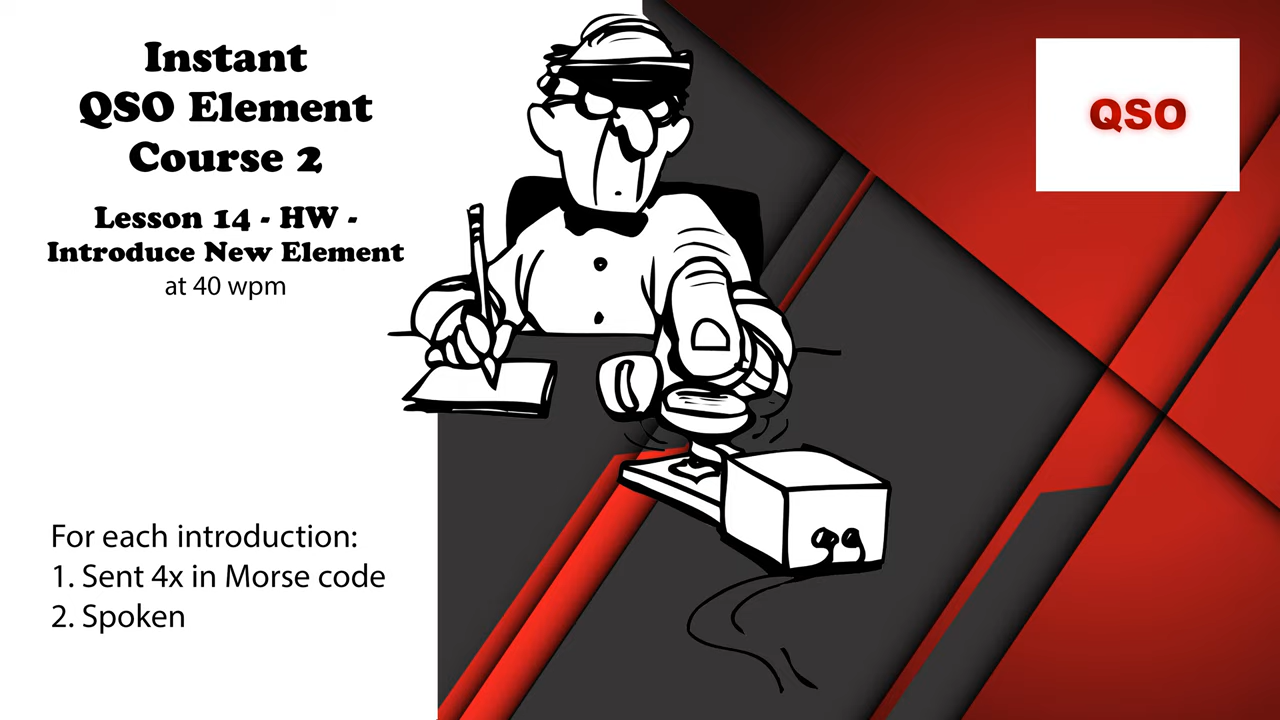 Instant
QSO Element
Course 2
Lesson 14 - HW -
Introduce New Element
at 40 wpm
QSO
For each introduction:
1. Sent 4x in Morse code
2. Spoken